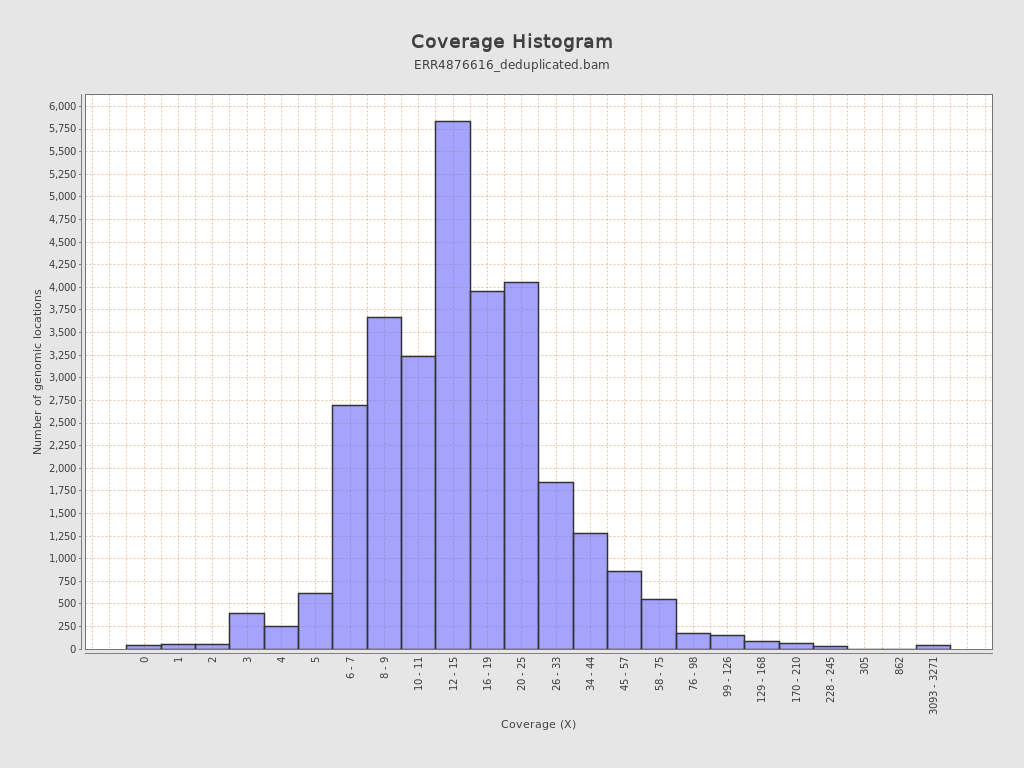 Coverage Histogram
ERR4876616_deduplicated.bam
6,000
5,750
5,500
5,250
5,000
4,750
4,500
4,250
4,000
3,750
3,500
3,250
3,000
2,750
2,500
2,250
2,000
1,750
1,500
1,250
1,000
750
500
250
0
Number of genomic locations
0
1
2
3
4
5
6 - 7
8 - 9
10 - 11
12 - 15
16 - 19
20 - 25
26 - 33
34 - 44
45 - 57
58 - 75
76 - 98
99 - 126
129 - 168
170 - 210
228 - 245
305
862
3093 - 3271
Coverage (X)